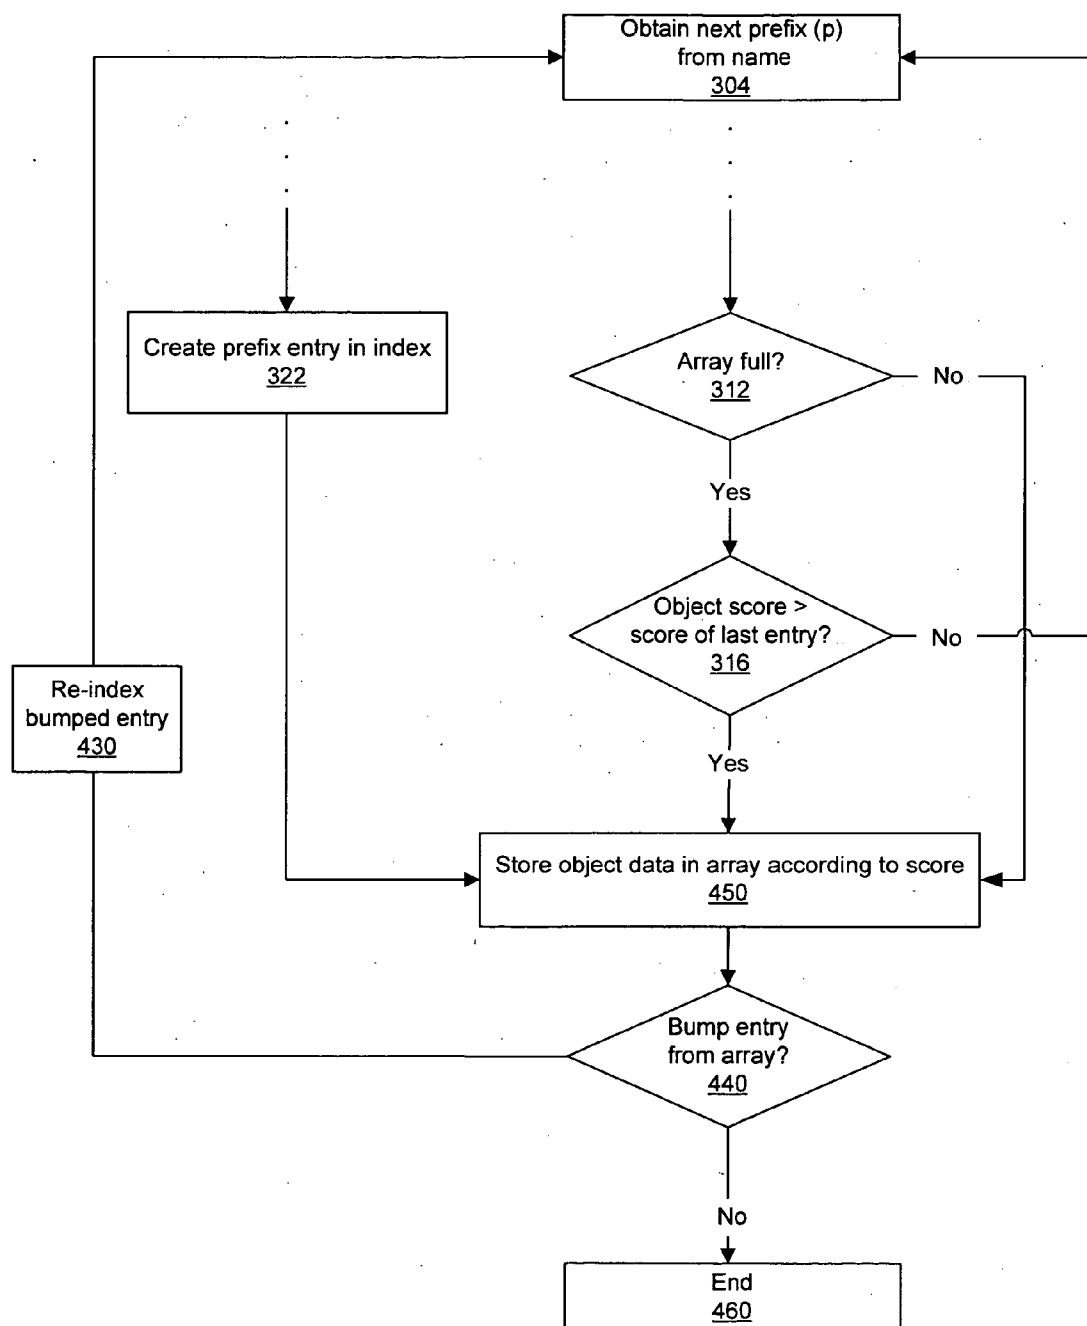 Obtain next prefix (p)
from name
304
Create prefix entry in index
322
Array full?
312
No
Yes
Object score >
score of last entry?
316
No
Re-index
bumped entry
430
Yes
Store object data in array according to score
450
Bump entry
from array?
440
No
End
460